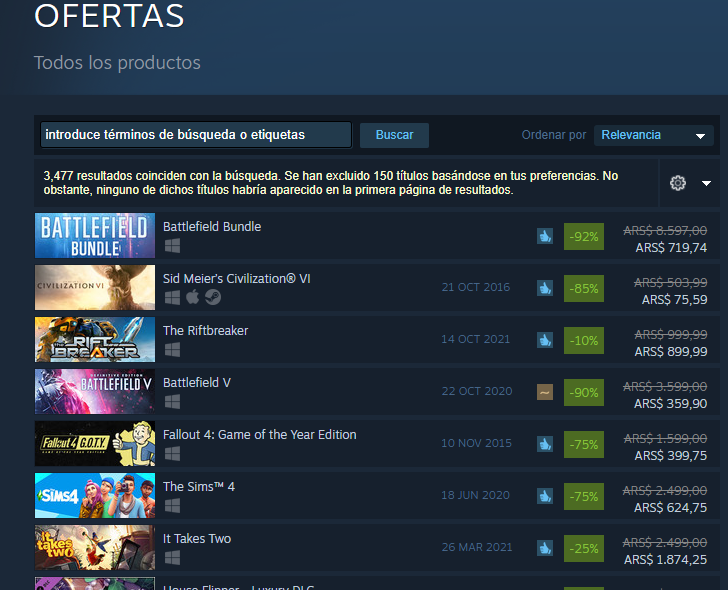 OFERTAS
Todos los productos
introduce términos de búsqueda o etiquetas
Buscar
Ordenar por
Relevancia
3,477 resultados coinciden con la búsqueda. Se han excluido 150 títulos basándose en tus preferencias. No
obstante, ninguno de dichos títulos habría aparecido en la primera página de resultados.
BATTLEFIELD
BUNDLE
Battlefield Bundle
-92%
ARS$ 8.597,00
ARS$ 719,74
CIVILIZATION VI
Sid Meier's Civilization® VI
21 OCT 2016
-85%
ARS$ 503,99
ARS$ 75,59
THE RIFT
BREAKER
The Riftbreaker
14 OCT 2021
-10%
ARS$ 999,99
ARS$ 899,99
DEFINITIVE EDITION
BATTLEFIELD V
Battlefield V
22 OCT 2020
-90%
ARS$ 3.599,00
ARS$ 359,90
Fallout 4 G.O.T.Y.
GAME OF THE YEAR EDITION
Fallout 4: Game of the Year Edition
10 NOV 2015
-75%
ARS$ 1.599,00
ARS$ 399,75
THE SIMS 4
The Sims™ 4
18 JUN 2020
-75%
ARS$ 2.499,00
ARS$ 624,75
it takes
two
It Takes Two
26 MAR 2021
-25%
ARS$ 2.499,00
ARS$ 1.874,25
House Flipper - Luxury DLC